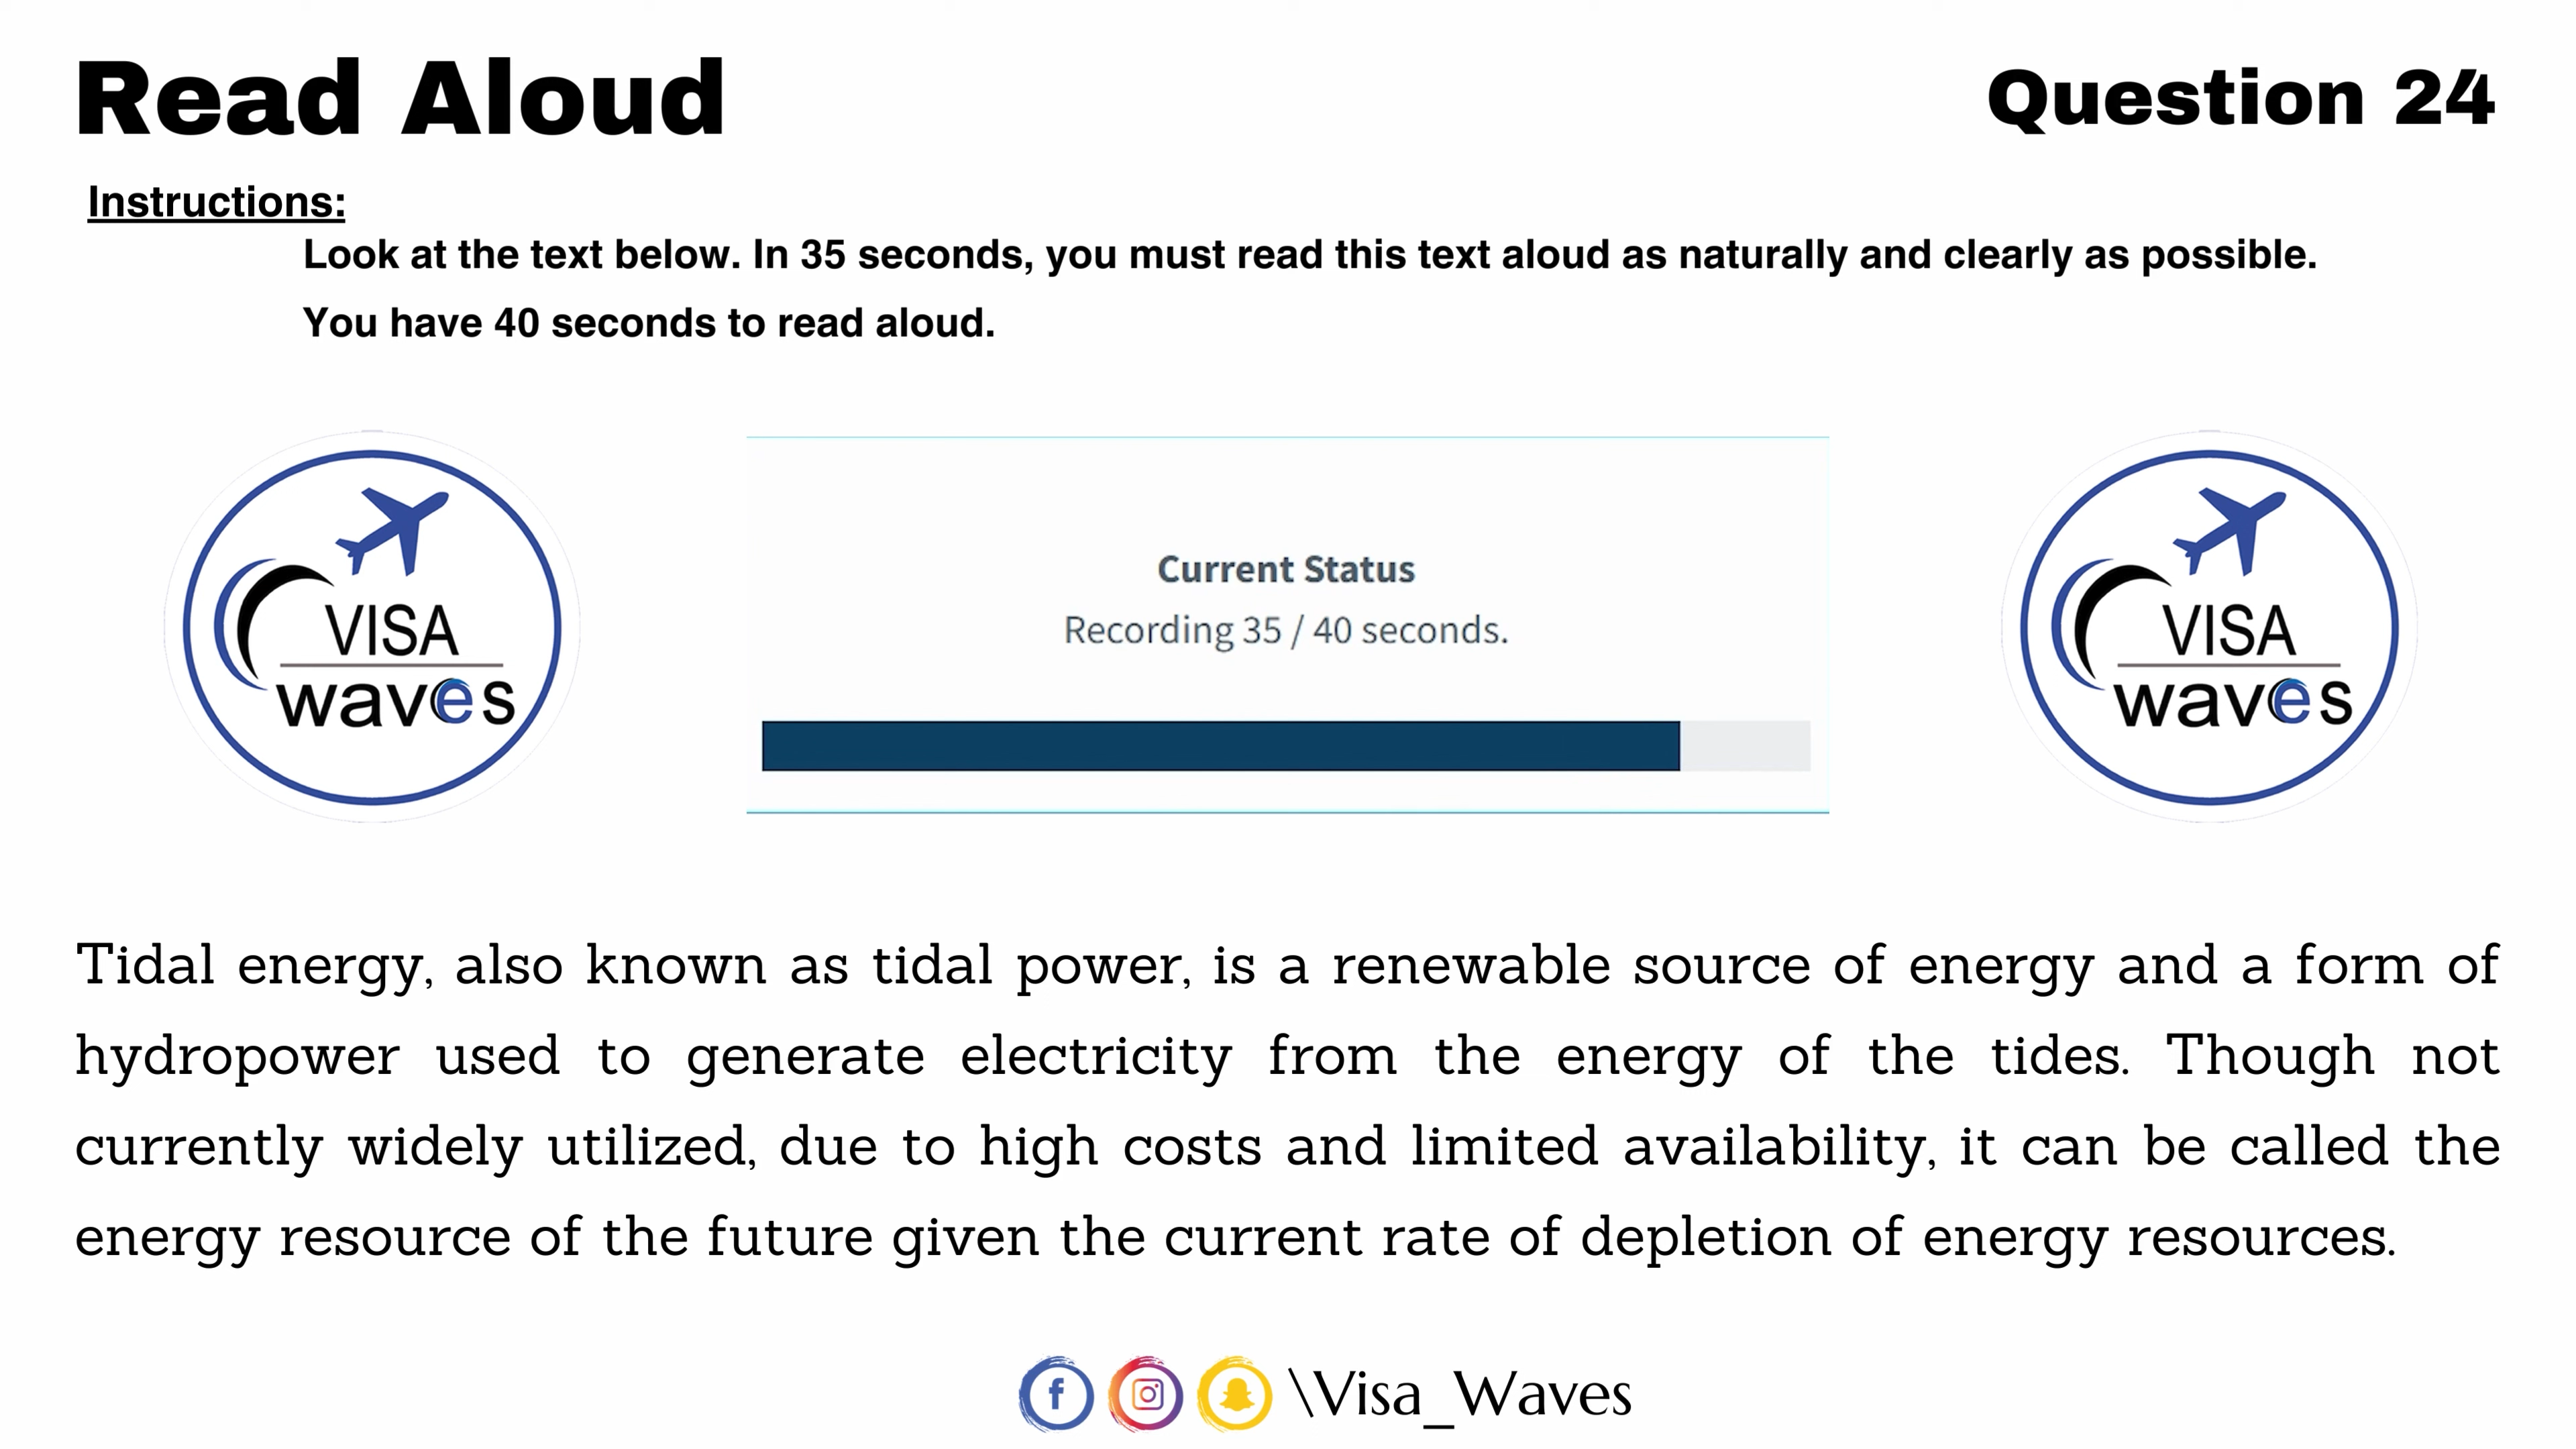 Read Aloud
Question 24
Instructions:
Look at the text below. In 35 seconds, you must read this text aloud as naturally and clearly as possible.
You have 40 seconds to read aloud.
VISA
waves
Current Status
Recording 35 / 40 seconds.
VISA
waves
Tidal energy, also known as tidal power, is a renewable source of energy and a form of
hydropower used to generate electricity from the energy of the tides. Though not
currently widely utilized, due to high costs and limited availability, it can be called the
energy resource of the future given the current rate of depletion of energy resources.
\Visa_Waves